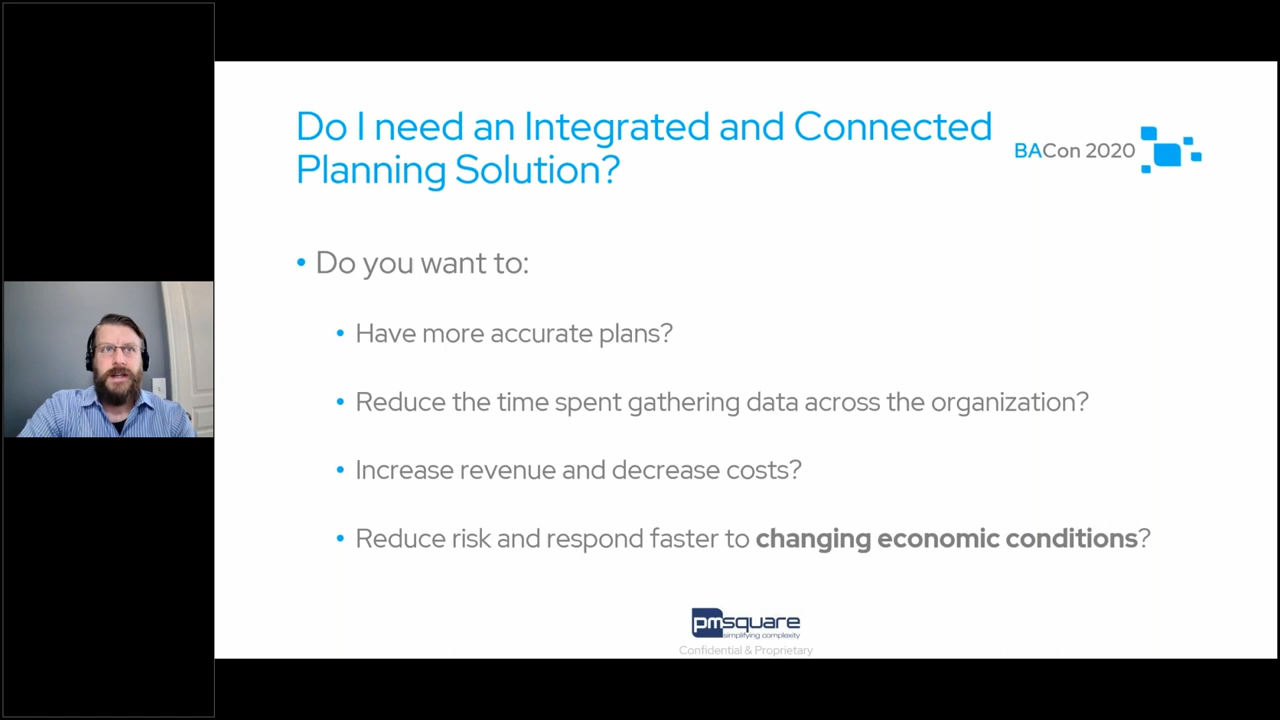 Do I need an Integrated and Connected
Planning Solution?
BACon 2020
• Do you want to:
• Have more accurate plans?
• Reduce the time spent gathering data across the organization?
• Increase revenue and decrease costs?
• Reduce risk and respond faster to changing economic conditions?
pmsquare
simplifying complexity
Confidential & Proprietary